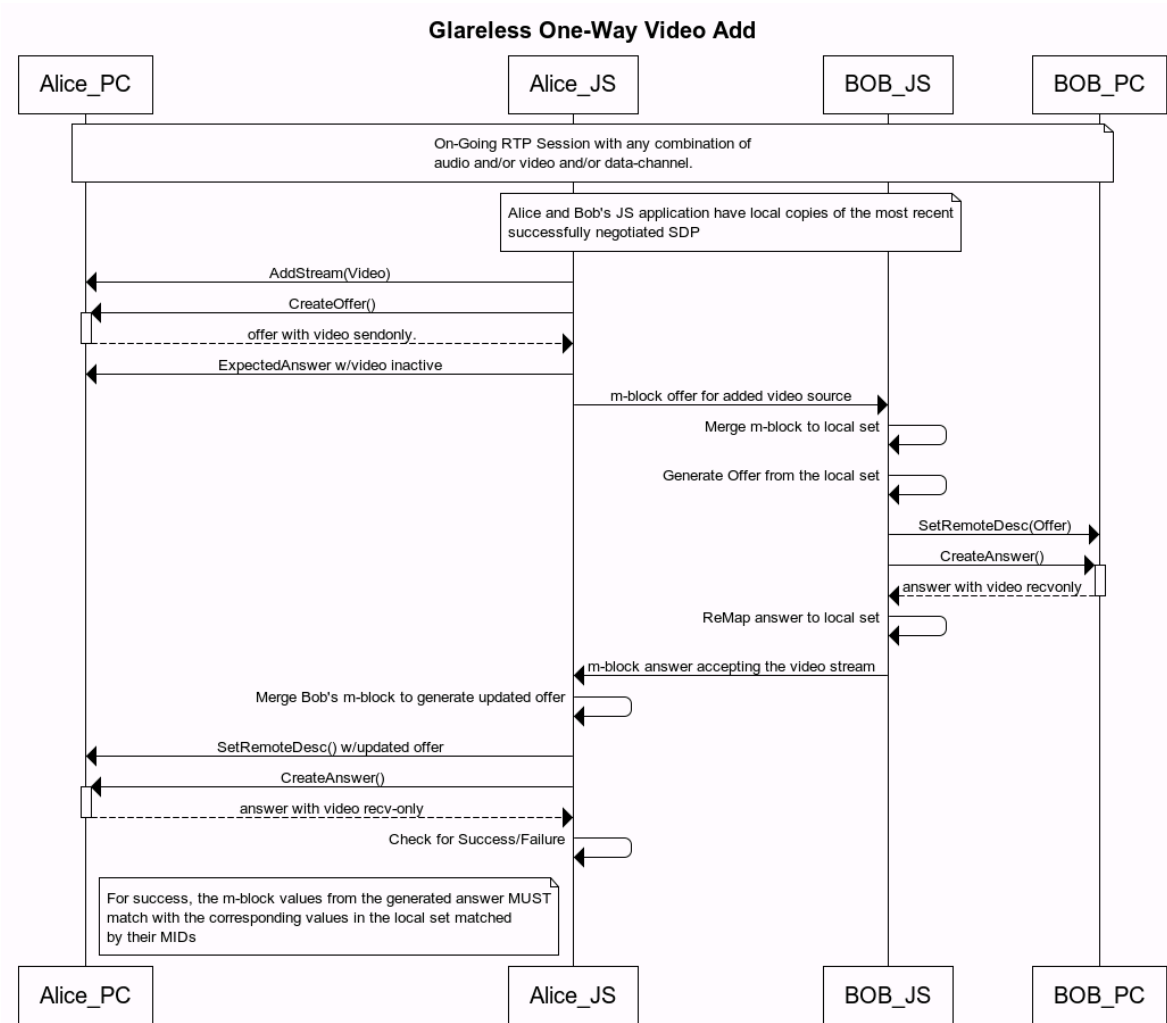 Glareless One-Way Video Add
Alice_PC
Alice_JS
BOB_JS
BOB_PC
On-Going RTP Session with any combination of
audio and/or video and/or data-channel.
Alice and Bob's JS application have local copies of the most recent
successfully negotiated SDP
AddStream(Video)
CreateOffer()
offer with video sendonly.
ExpectedAnswer w/video inactive
m-block offer for added video source
Merge m-block to local set
Generate Offer from the local set
SetRemoteDesc(Offer)
CreateAnswer()
answer with video recvonly
ReMap answer to local set
m-block answer accepting the video stream
Merge Bob's m-block to generate updated offer
SetRemoteDesc() w/updated offer
CreateAnswer()
answer with video recv-only
Check for Success/Failure
For success, the m-block values from the generated answer MUST
match with the corresponding values in the local set matched
by their MIDs
Alice_PC
Alice_JS
BOB_JS
BOB_PC